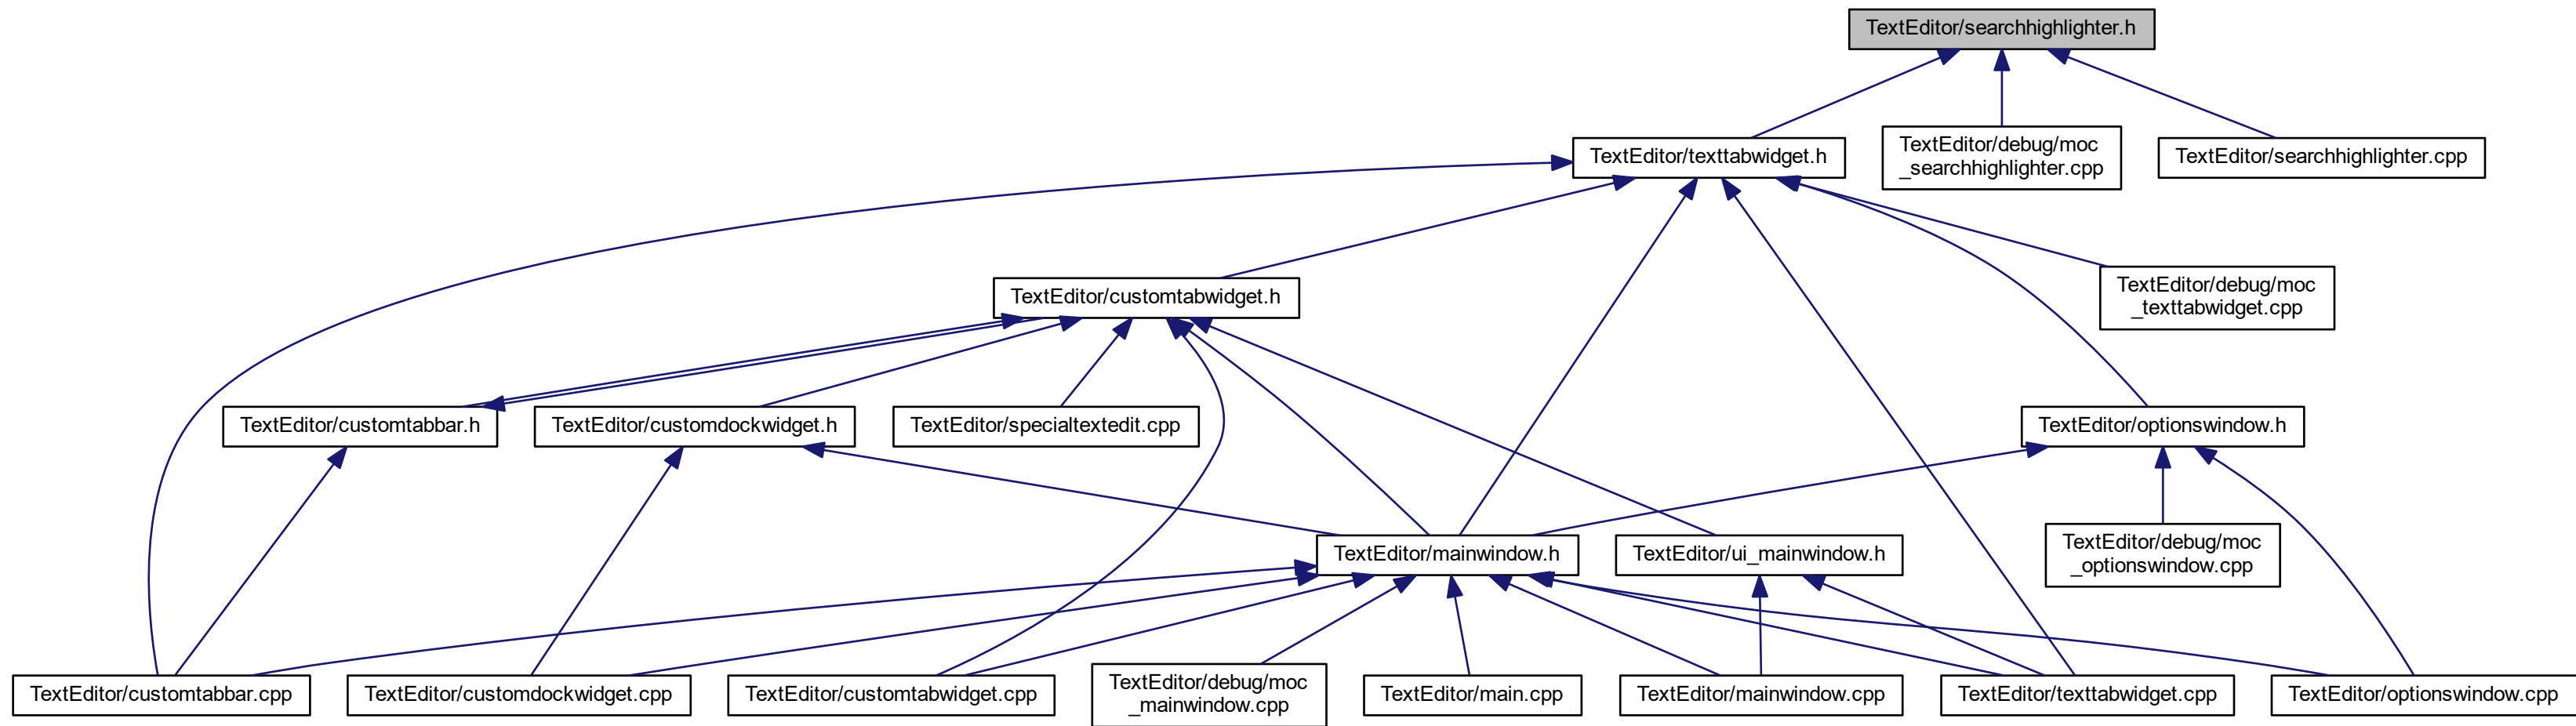 TextEditor/searchhighlighter.h
TextEditor/texttabwidget.h
TextEditor/debug/moc
_searchhighlighter.cpp
TextEditor/searchhighlighter.cpp
TextEditor/customtabwidget.h
TextEditor/debug/moc
_texttabwidget.cpp
TextEditor/customtabbar.h
TextEditor/customdockwidget.h
TextEditor/specialtextedit.cpp
TextEditor/optionswindow.h
TextEditor/mainwindow.h
TextEditor/ui_mainwindow.h
TextEditor/debug/moc
_optionswindow.cpp
TextEditor/customtabbar.cpp
TextEditor/customdockwidget.cpp
TextEditor/customtabwidget.cpp
TextEditor/debug/moc
_mainwindow.cpp
TextEditor/main.cpp
TextEditor/mainwindow.cpp
TextEditor/texttabwidget.cpp
TextEditor/optionswindow.cpp